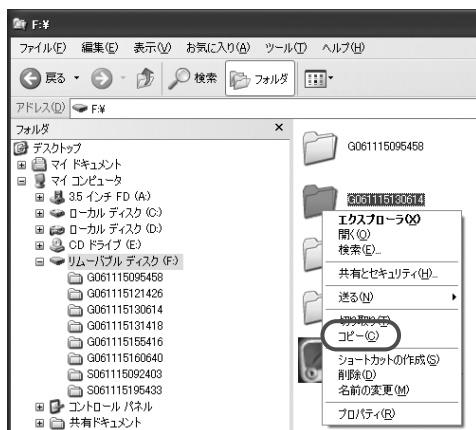 F:¥
ファイル(F) 編集(E) 表示(V) お気に入り(A) ツール(T) ヘルプ(H)
戻る 検索 フォルダ
アドレス(D) F:¥
フォルダ ×
デスクトップ
マイ ドキュメント
マイ コンピュータ
3.5 インチ FD (A:)
ローカル ディスク (C:)
ローカル ディスク (D:)
CD ドライブ (E:)
リムーバブル ディスク (F:)
G061115095458
G061115121426
G061115130614
G061115131418
G061115155416
G061115160640
S061115092403
S061115195433
コントロール パネル
共有ドキュメント
G061115095458
G061115130614
エクスプローラ(X)
開く(O)
検索(E)...
共有とセキュリティ(H)...
送る(N)
切り取り(T)
コピー(C)
ショートカットの作成(S)
削除(D)
名前の変更(M)
プロパティ(R)